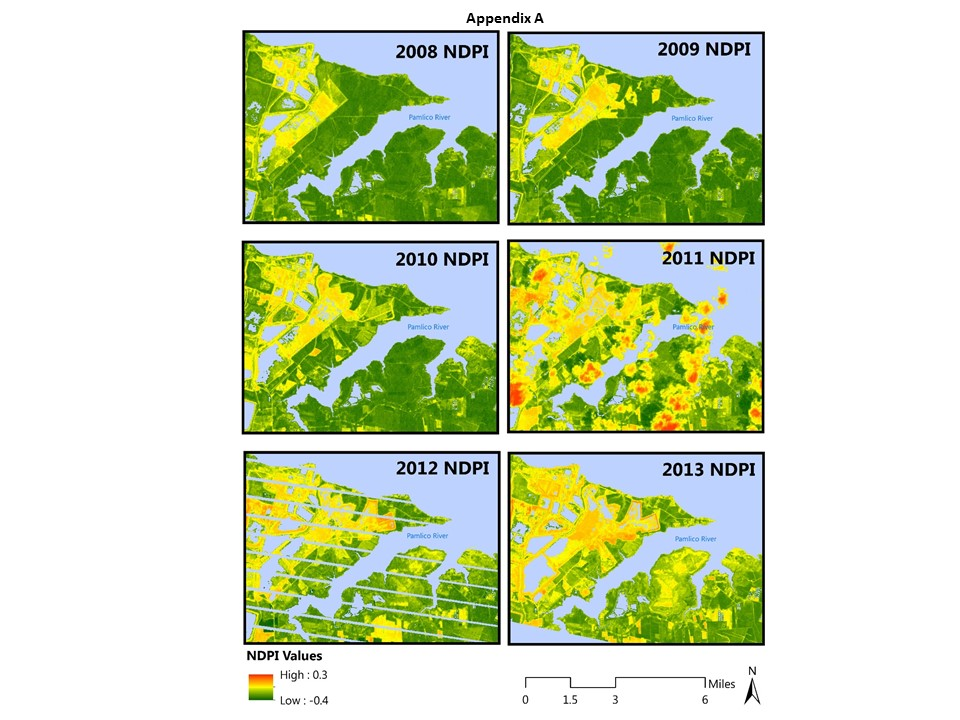 Appendix A
2008 NDPI
Pamlico River
2009 NDPI
Pamlico River
2010 NDPI
Pamlico River
2011 NDPI
Pamlico River
2012 NDPI
Pamlico River
2013 NDPI
Pamlico River
NDPI Values
High : 0.3
Low : -0.4
N
Miles
0 1.5 3 6